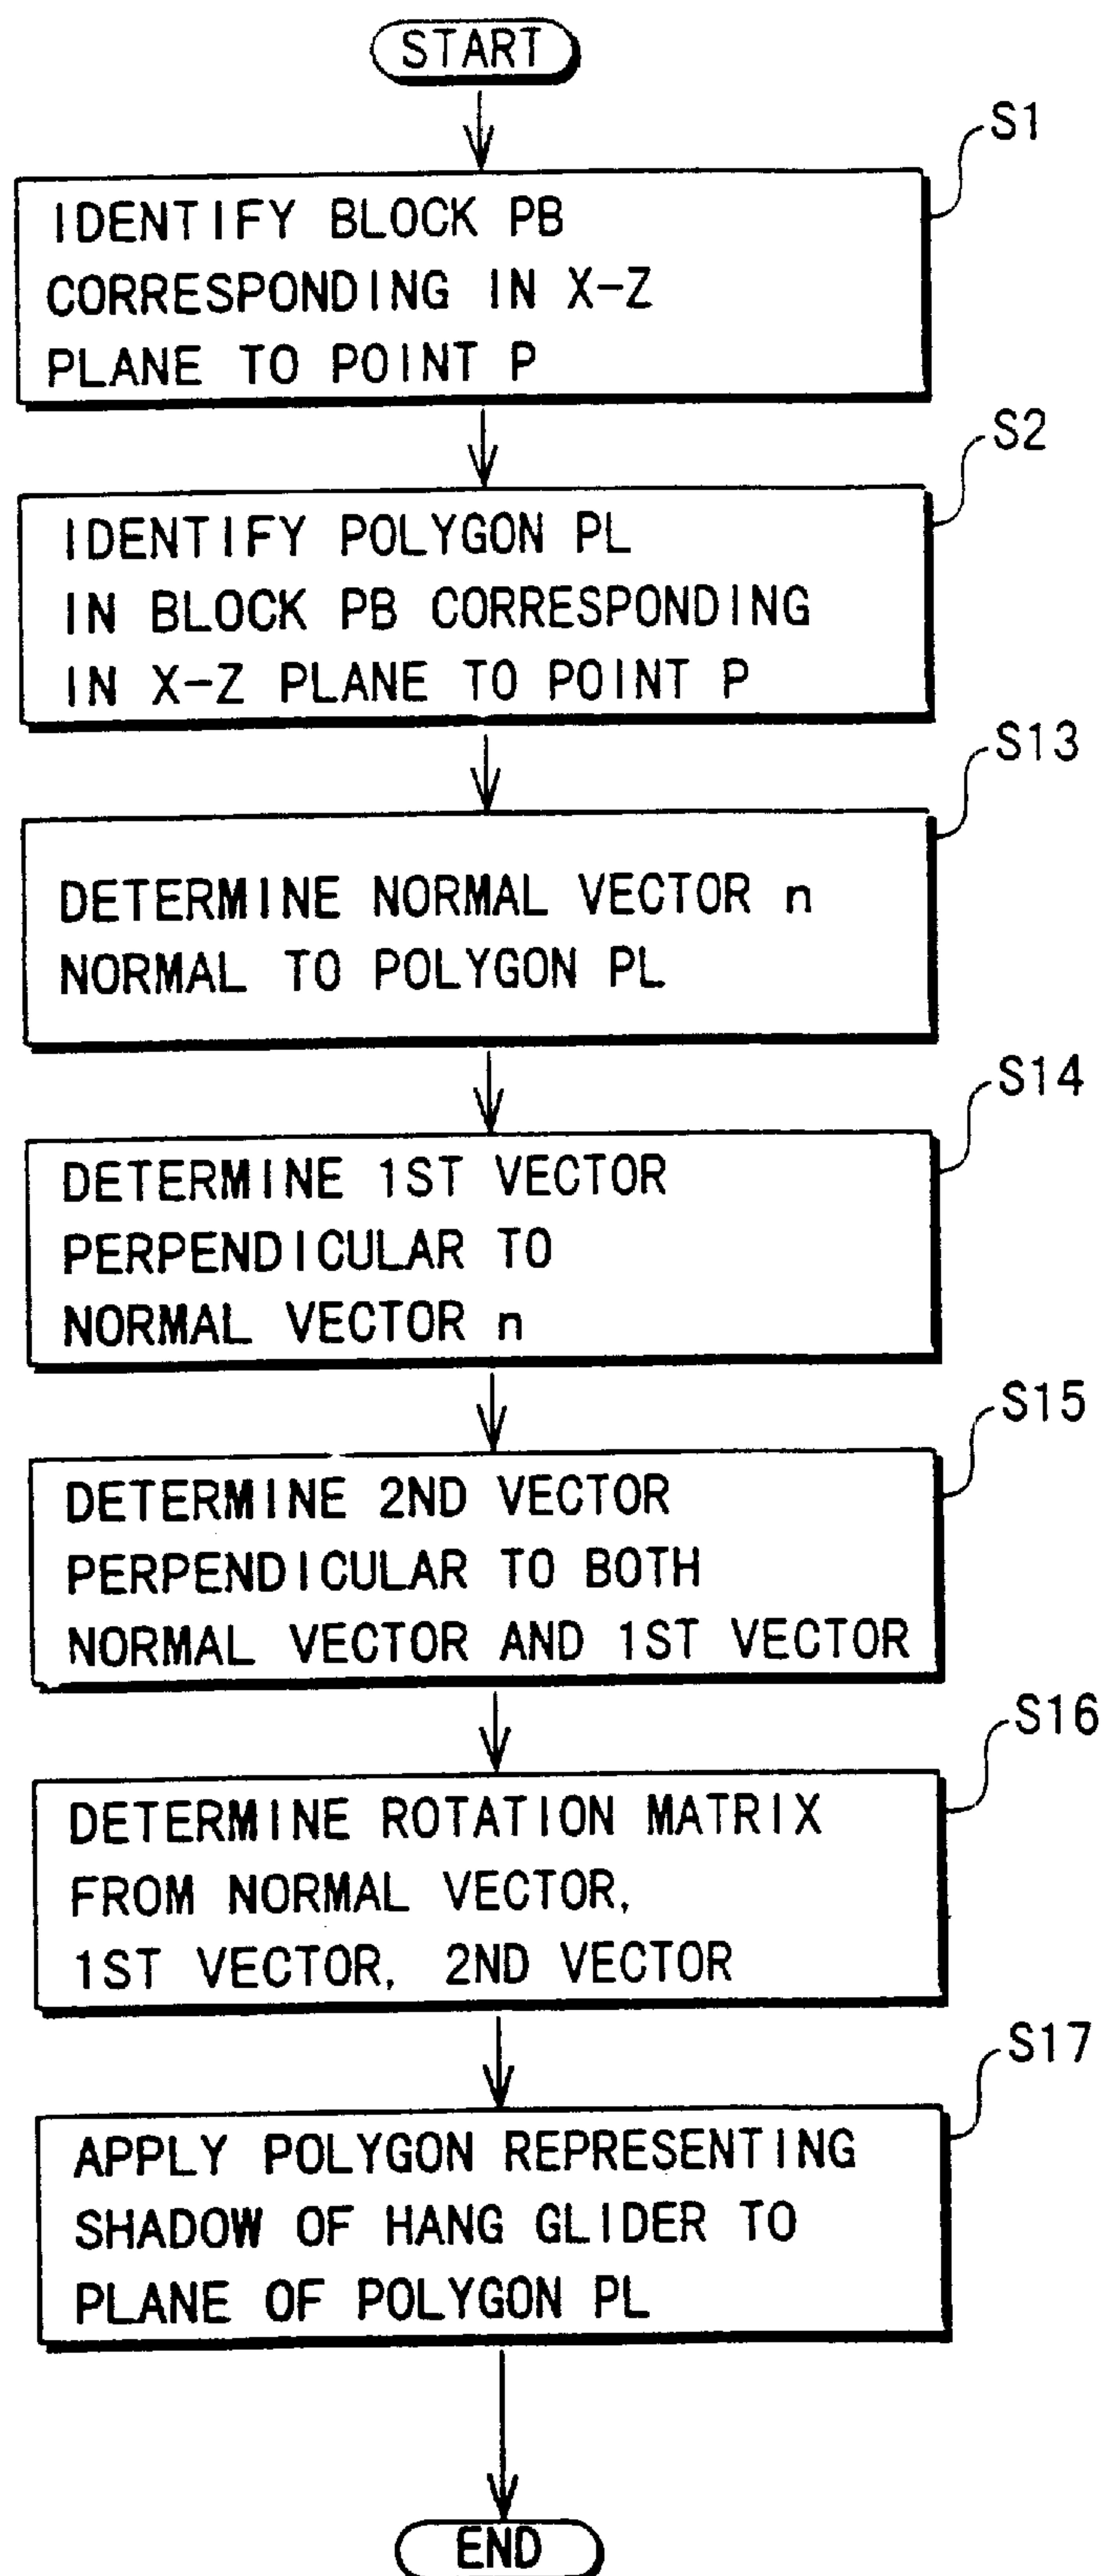 START
S1
IDENTIFY BLOCK PB
CORRESPONDING IN X-Z
PLANE TO POINT P
S2
IDENTIFY POLYGON PL
IN BLOCK PB CORRESPONDING
IN X-Z PLANE TO POINT P
S13
DETERMINE NORMAL VECTOR n
NORMAL TO POLYGON PL
S14
DETERMINE 1ST VECTOR
PERPENDICULAR TO
NORMAL VECTOR n
S15
DETERMINE 2ND VECTOR
PERPENDICULAR TO BOTH
NORMAL VECTOR AND 1ST VECTOR
S16
DETERMINE ROTATION MATRIX
FROM NORMAL VECTOR,
1ST VECTOR, 2ND VECTOR
S17
APPLY POLYGON REPRESENTING
SHADOW OF HANG GLIDER TO
PLANE OF POLYGON PL
END